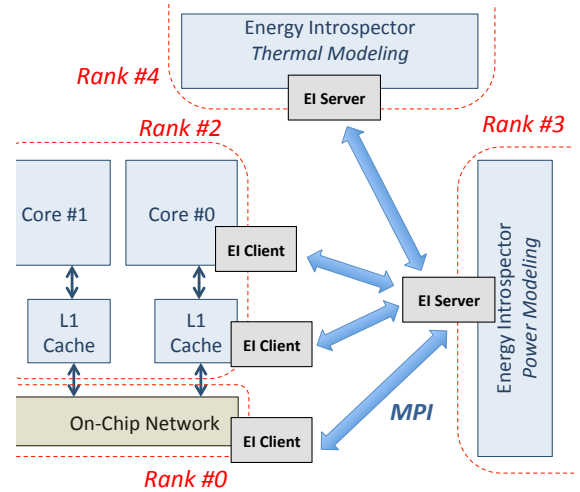 Energy Introspector
Thermal Modeling
Rank #4
EI Server
Rank #2
Rank #3
Core #1
Core #0
EI Client
EI Server
Energy Introspector
Power Modeling
L1
Cache
L1
Cache
EI Client
MPI
On-Chip Network
EI Client
Rank #0